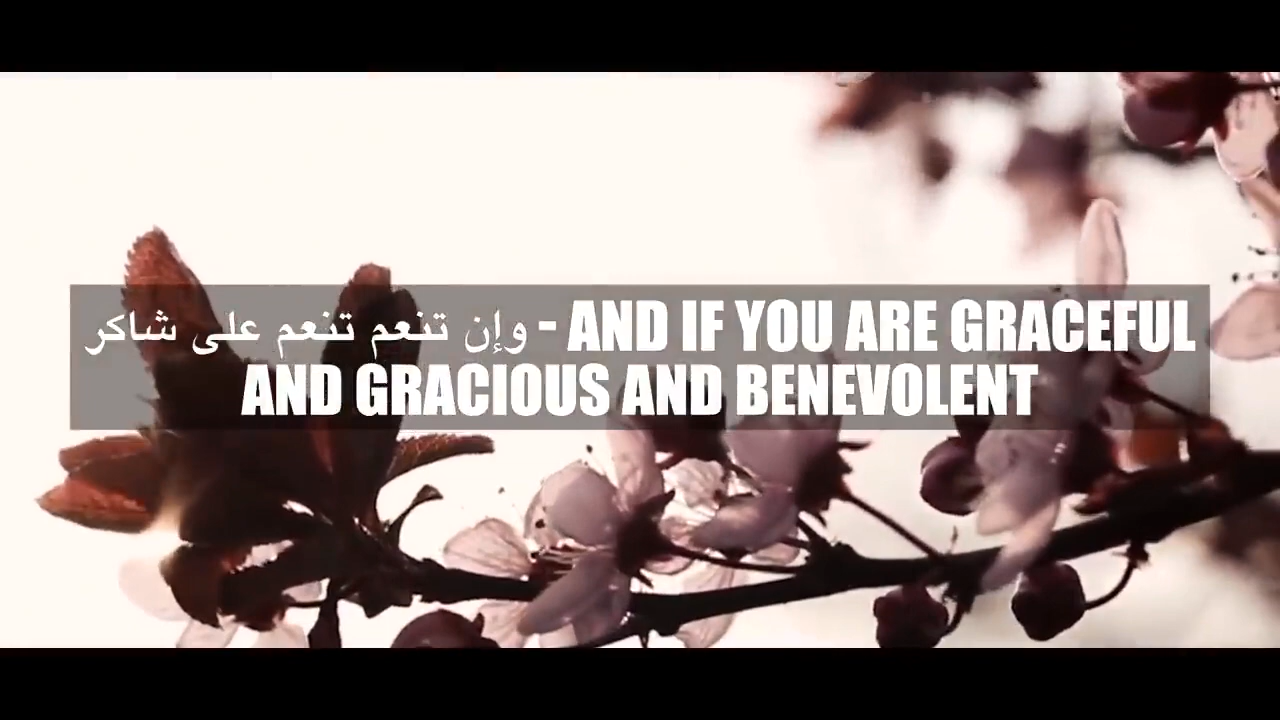 وإن تنعم تنعم على شاكر - AND IF YOU ARE GRACEFUL
AND GRACIOUS AND BENEVOLENT